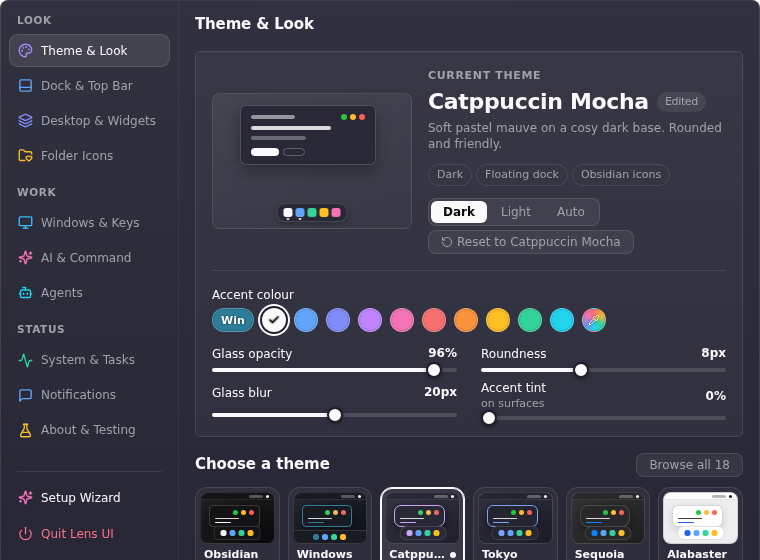 LOOK
Theme & Look
Dock & Top Bar
Desktop & Widgets
Folder Icons
WORK
Windows & Keys
AI & Command
Agents
STATUS
System & Tasks
Notifications
About & Testing
Setup Wizard
Quit Lens UI
Theme & Look
CURRENT THEME
Catppuccin Mocha Edited
Soft pastel mauve on a cosy dark base. Rounded
and friendly.
Dark Floating dock Obsidian icons
Dark Light Auto
Reset to Catppuccin Mocha
Accent colour
Win
Glass opacity 96%
Roundness 8px
Glass blur 20px
Accent tint 0%
on surfaces
Choose a theme Browse all 18
Obsidian Windows Catppu... Tokyo Sequoia Alabaster